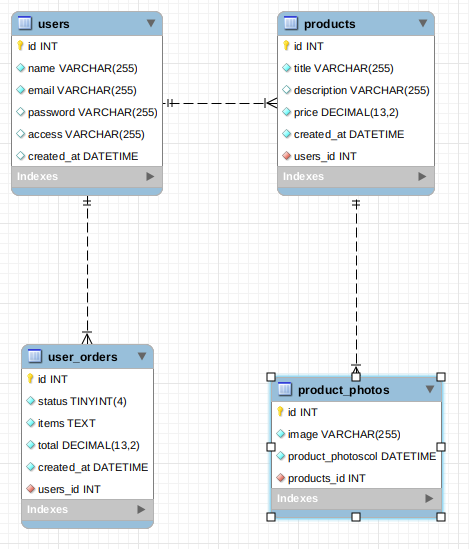 users
id INT
name VARCHAR(255)
email VARCHAR(255)
password VARCHAR(255)
access VARCHAR(255)
created_at DATETIME
Indexes
products
id INT
title VARCHAR(255)
description VARCHAR(255)
price DECIMAL(13,2)
created_at DATETIME
users_id INT
Indexes
user_orders
id INT
status TINYINT(4)
items TEXT
total DECIMAL(13,2)
created_at DATETIME
users_id INT
Indexes
product_photos
id INT
image VARCHAR(255)
product_photoscol DATETIME
products_id INT
Indexes